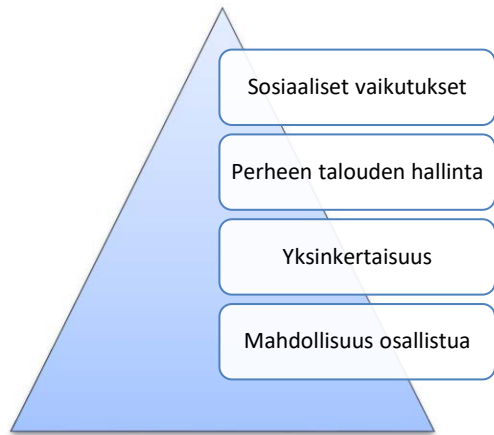 Sosiaaliset vaikutukset
Perheen talouden hallinta
Yksinkertaisuus
Mahdollisuus osallistua